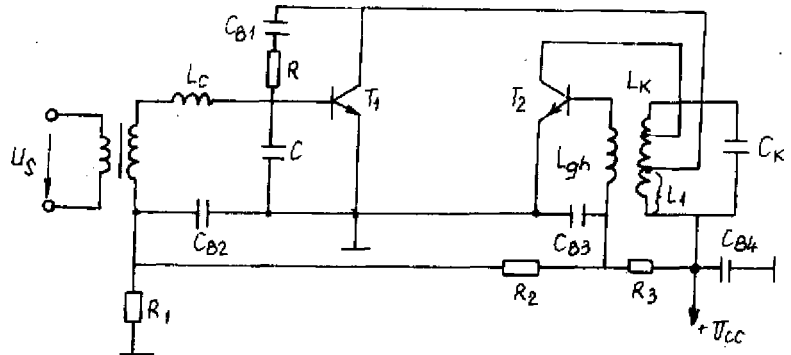 C_B1
R
L_C
T_1
T_2
L_K
C_K
U_S
C
L_gh
L_1
C_B2
C_B3
C_B4
R_2
R_3
R_1
+U_CC